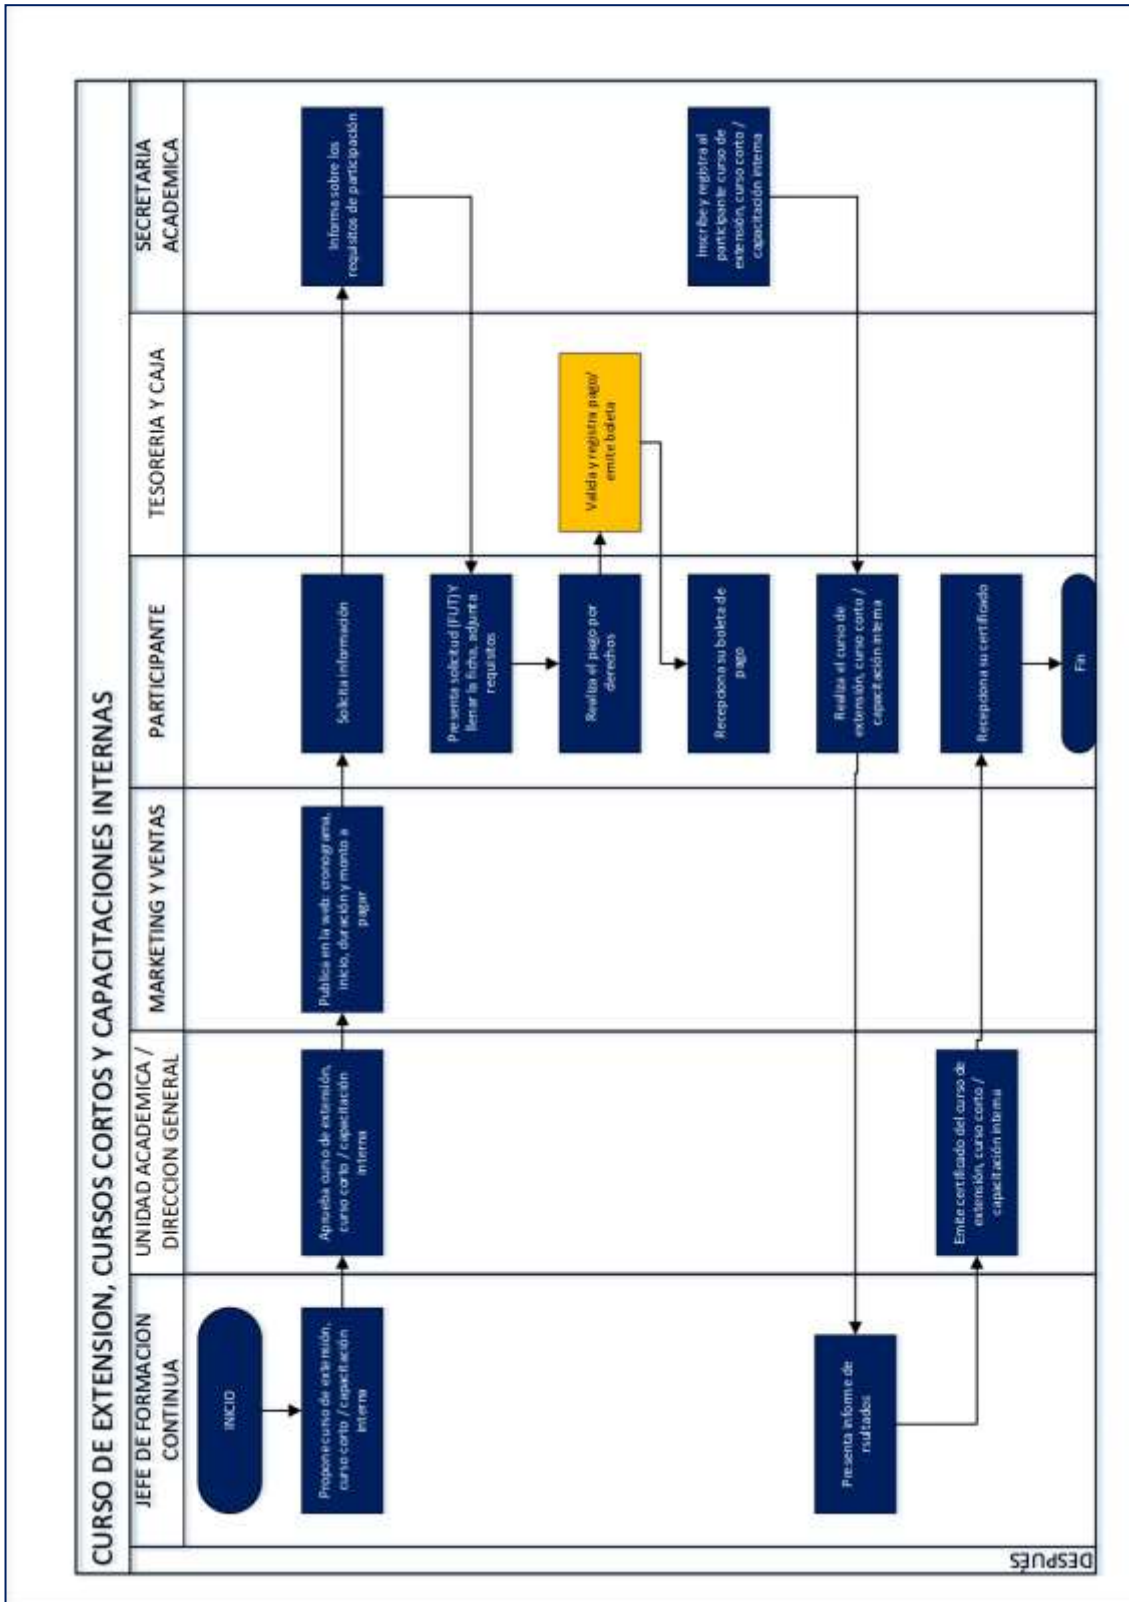 CURSO DE EXTENSION, CURSOS CORTOS Y CAPACITACIONES INTERNAS
JEFE DE FORMACION
CONTINUA
UNIDAD ACADEMICA /
DIRECCION GENERAL
MARKETING Y VENTAS
PARTICIPANTE
TESORERIA Y CAJA
SECRETARIA
ACADEMICA
INICIO
Propone curso de extensión,
curso corto / capacitación
interna
Aprueba curso de extensión,
curso corto / capacitación
interna
Publica en la web: cronograma,
inicio, duración y monto a
pagar
Solicita información
Informa sobre los
requisitos de participación
Presenta solicitud (FUT) Y
llenar la ficha, adjunta
requisitos
Realiza el pago por
derechos
Valida y registra pago/
emite boleta
Recepciona su boleta de
pago
Inscribe y registra al
participante curso de
extensión, curso corto /
capacitación interna
Realiza el curso de
extensión, curso corto /
capacitación interna
Presenta informe de
rsultados
Emite certificado del curso de
extensión, curso corto /
capacitación interna
Recepciona su certificado
Fin
DESPUÉS